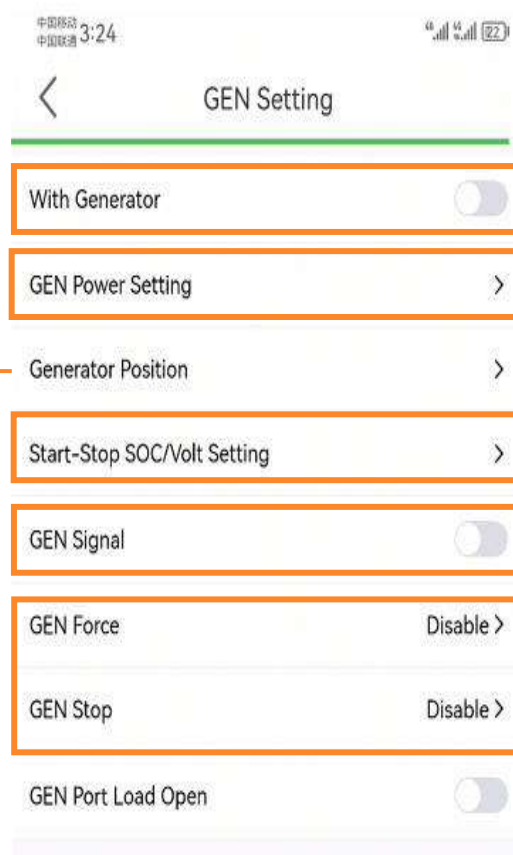 中国移动
中国联通 3:24
22
GEN Setting
With Generator
GEN Power Setting
Generator Position
Start-Stop SOC/Volt Setting
GEN Signal
GEN Force Disable
GEN Stop Disable
GEN Port Load Open